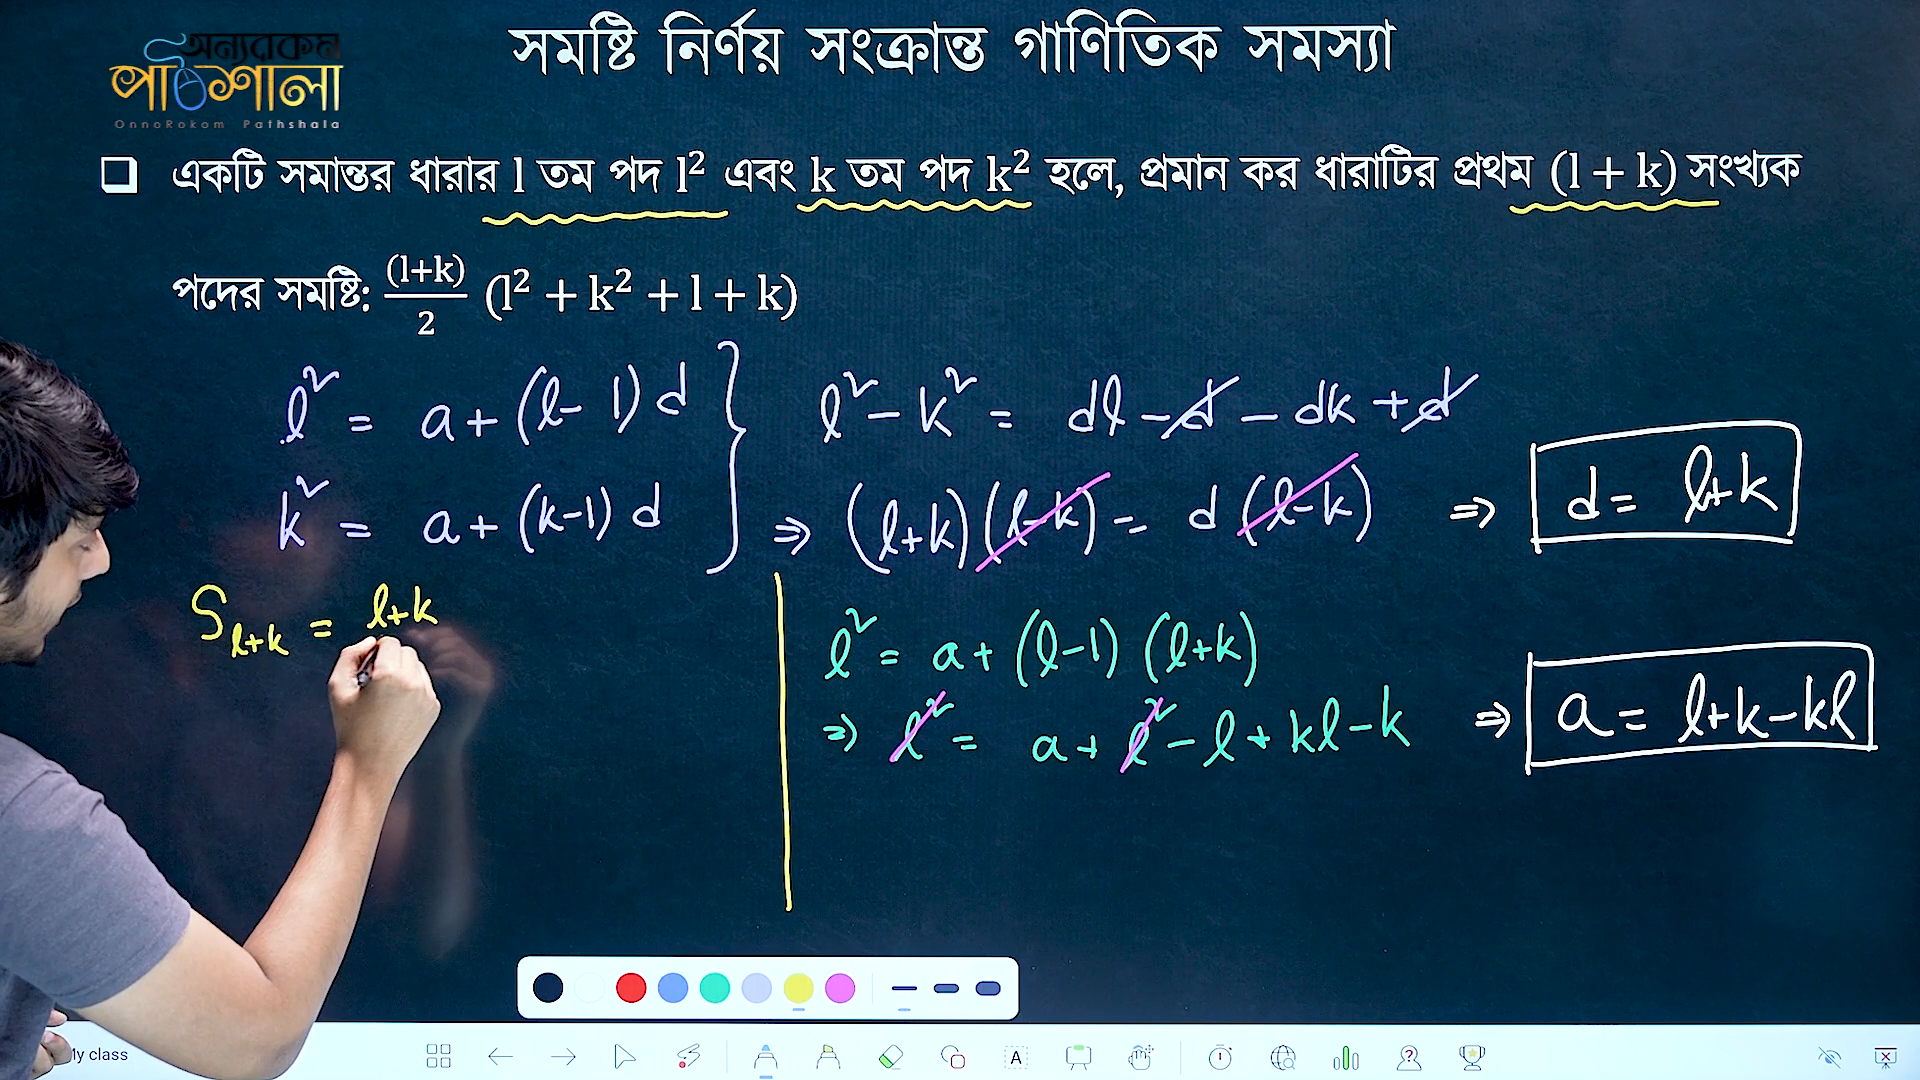 সমষ্টি নির্ণয় সংক্রান্ত গাণিতিক সমস্যা
অন্যরকম
পাঠশালা
OnnoRokom Pathshala
একটি সমান্তর ধারার l তম পদ l² এবং k তম পদ k² হলে, প্রমান কর ধারাটির প্রথম (l + k) সংখ্যক
পদের সমষ্টি: (l+k)/2 (l² + k² + l + k)
l² = a + (l-1) d
k² = a + (k-1) d
l² - k² = dl - d - dk + d
⇒ (l+k)(l-k) = d (l-k) ⇒ d = l+k
S_{l+k} = l+k
l² = a + (l-1) (l+k)
⇒ l² = a + l² - l + kl - k ⇒ a = l+k-kl
My class
A